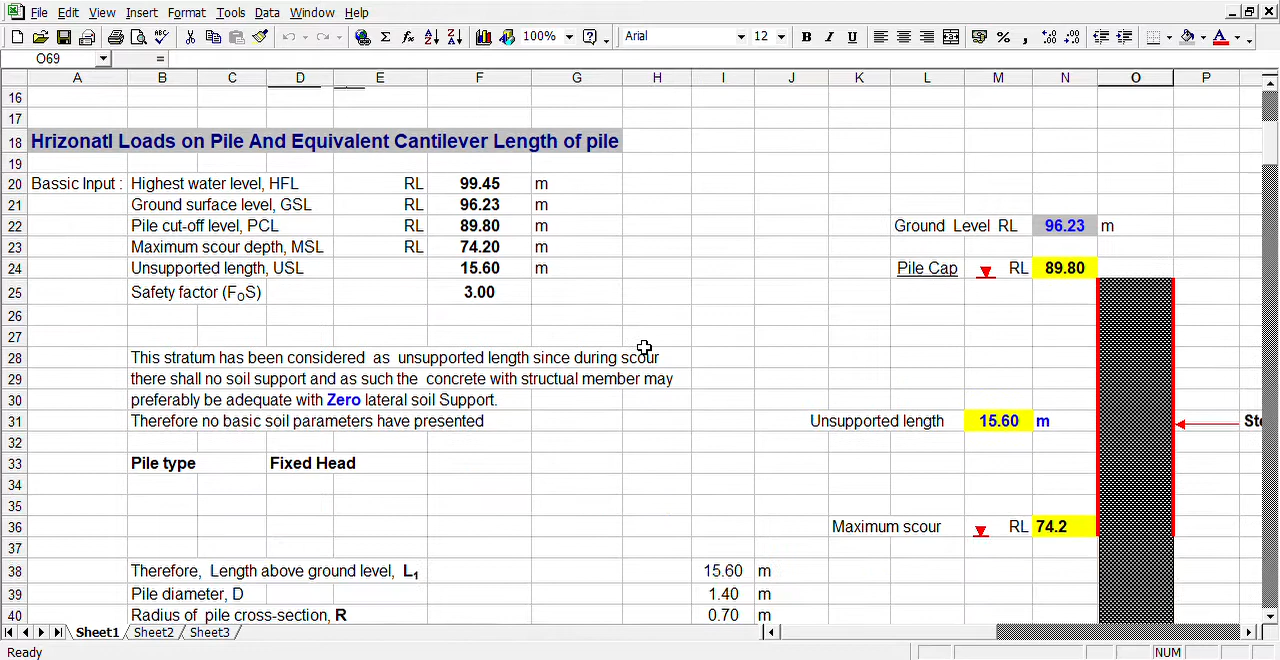 File Edit View Insert Format Tools Data Window Help
100% Arial 12 B I U
O69 =
A B C D E F G H I J K L M N O P
16
17
18 Hrizonatl Loads on Pile And Equivalent Cantilever Length of pile
19
20 Bassic Input : Highest water level, HFL RL 99.45 m
21 Ground surface level, GSL RL 96.23 m
22 Pile cut-off level, PCL RL 89.80 m Ground Level RL 96.23 m
23 Maximum scour depth, MSL RL 74.20 m
24 Unsupported length, USL 15.60 m Pile Cap RL 89.80
25 Safety factor (FOS) 3.00
26
27
28 This stratum has been considered as unsupported length since during scour
29 there shall no soil support and as such the concrete with structual member may
30 preferably be adequate with Zero lateral soil Support.
31 Therefore no basic soil parameters have presented Unsupported length 15.60 m
32
33 Pile type Fixed Head
34
35
36 Maximum scour RL 74.2
37
38 Therefore, Length above ground level, L1 15.60 m
39 Pile diameter, D 1.40 m
40 Radius of pile cross-section, R 0.70 m
Sheet1 Sheet2 Sheet3
Ready NUM